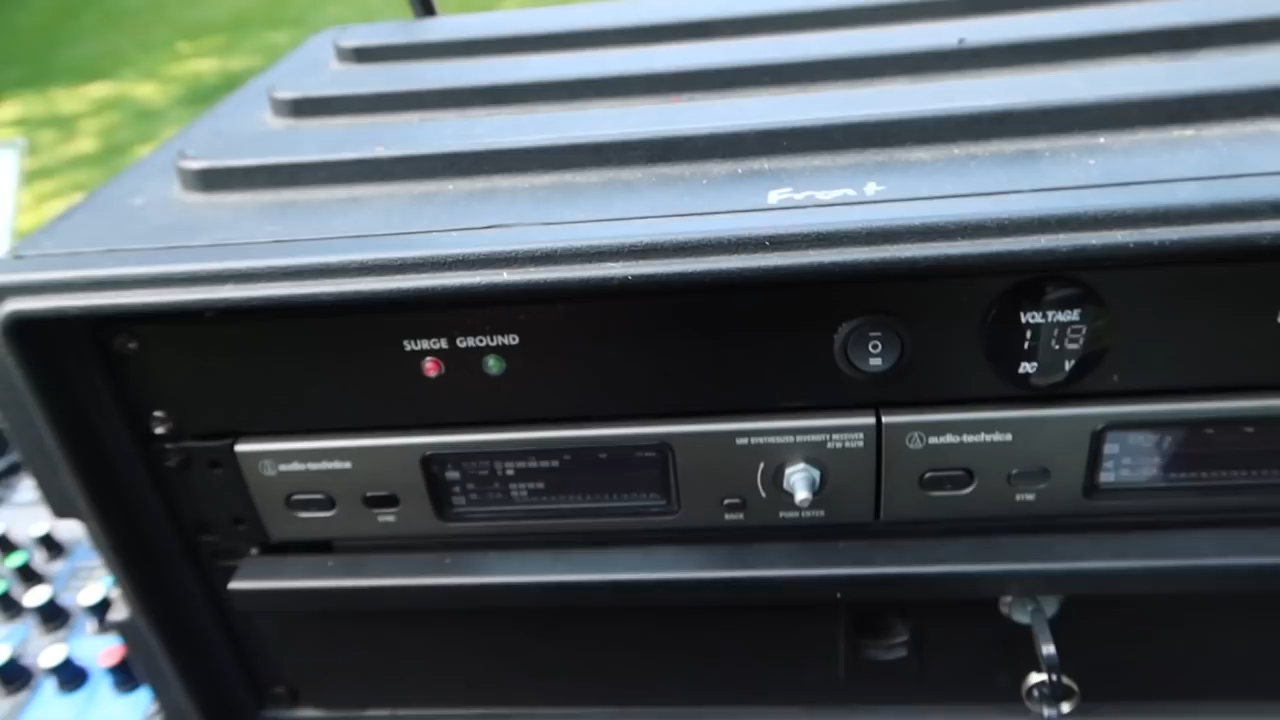 Front
SURGE GROUND
VOLTAGE
11.8
DC V
audio-technica
UHF SYNTHESIZED DIVERSITY RECEIVER
SYNC
BACK
PUSH ENTER
audio-technica
SYNC